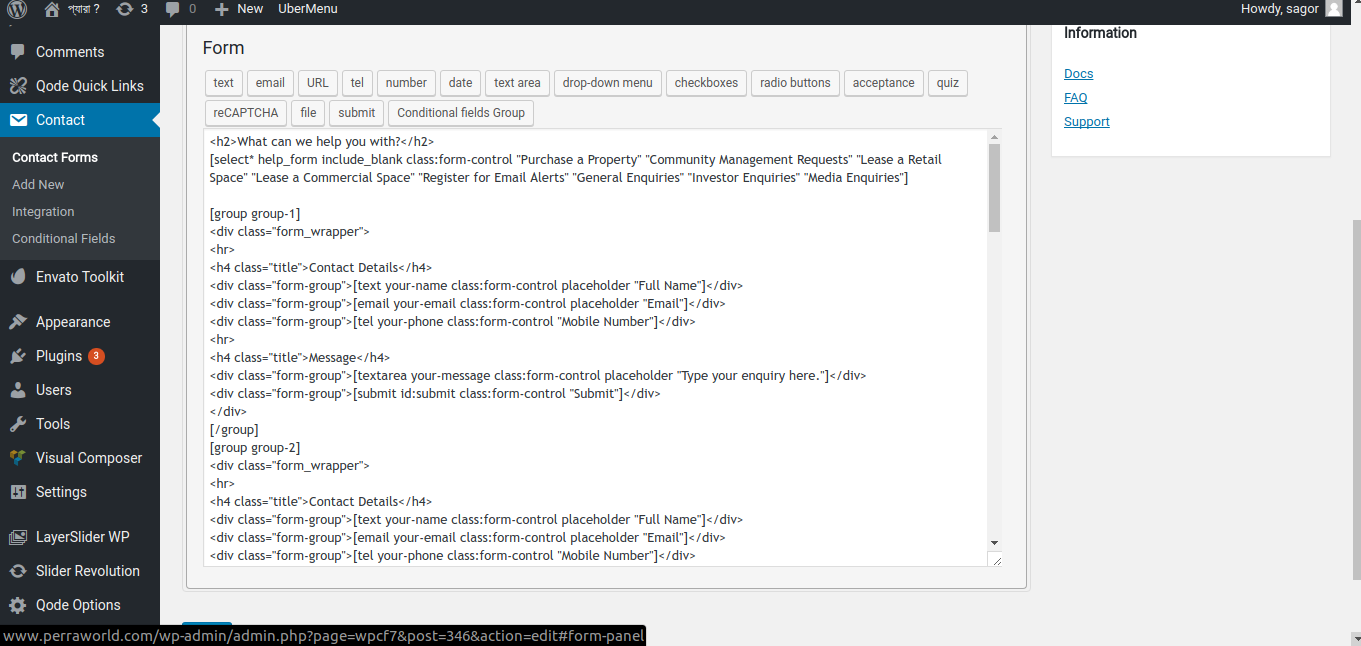 প্যারা ? 3 0 New UberMenu Howdy, sagor
Comments
Qode Quick Links
Contact
Contact Forms
Add New
Integration
Conditional Fields
Envato Toolkit
Appearance
Plugins 3
Users
Tools
Visual Composer
Settings
LayerSlider WP
Slider Revolution
Qode Options
Form
text email URL tel number date text area drop-down menu checkboxes radio buttons acceptance quiz
reCAPTCHA file submit Conditional fields Group
<h2>What can we help you with?</h2>
[select* help_form include_blank class:form-control "Purchase a Property" "Community Management Requests" "Lease a Retail
Space" "Lease a Commercial Space" "Register for Email Alerts" "General Enquiries" "Investor Enquiries" "Media Enquiries"]
[group group-1]
<div class="form_wrapper">
<hr>
<h4 class="title">Contact Details</h4>
<div class="form-group">[text your-name class:form-control placeholder "Full Name"]</div>
<div class="form-group">[email your-email class:form-control placeholder "Email"]</div>
<div class="form-group">[tel your-phone class:form-control "Mobile Number"]</div>
<hr>
<h4 class="title">Message</h4>
<div class="form-group">[textarea your-message class:form-control placeholder "Type your enquiry here."]</div>
<div class="form-group">[submit id:submit class:form-control "Submit"]</div>
</div>
[/group]
[group group-2]
<div class="form_wrapper">
<hr>
<h4 class="title">Contact Details</h4>
<div class="form-group">[text your-name class:form-control placeholder "Full Name"]</div>
<div class="form-group">[email your-email class:form-control placeholder "Email"]</div>
<div class="form-group">[tel your-phone class:form-control "Mobile Number"]</div>
Information
Docs
FAQ
Support
www.perraworld.com/wp-admin/admin.php?page=wpcf7&post=346&action=edit#form-panel